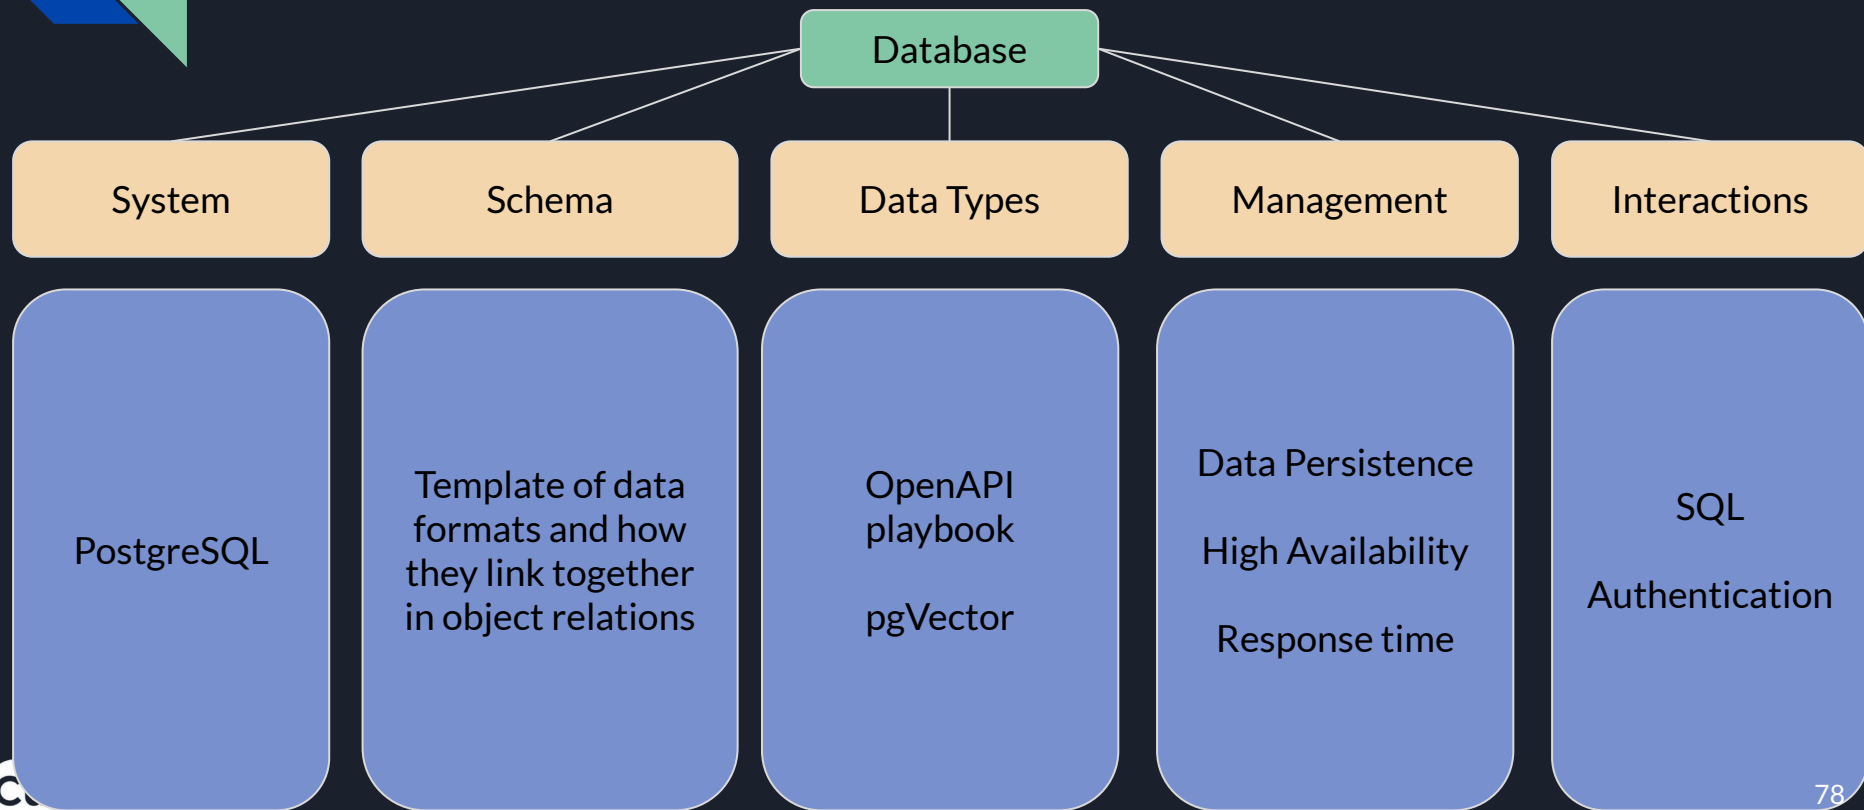 Database
System
Schema
Data Types
Management
Interactions
PostgreSQL
Template of data
formats and how
they link together
in object relations
OpenAPI
playbook
pgVector
Data Persistence
High Availability
Response time
SQL
Authentication
78